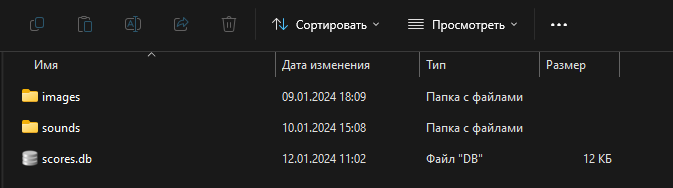 Сортировать Просмотреть
Имя Дата изменения Тип Размер
images 09.01.2024 18:09 Папка с файлами
sounds 10.01.2024 15:08 Папка с файлами
scores.db 12.01.2024 11:02 Файл "DB" 12 КБ